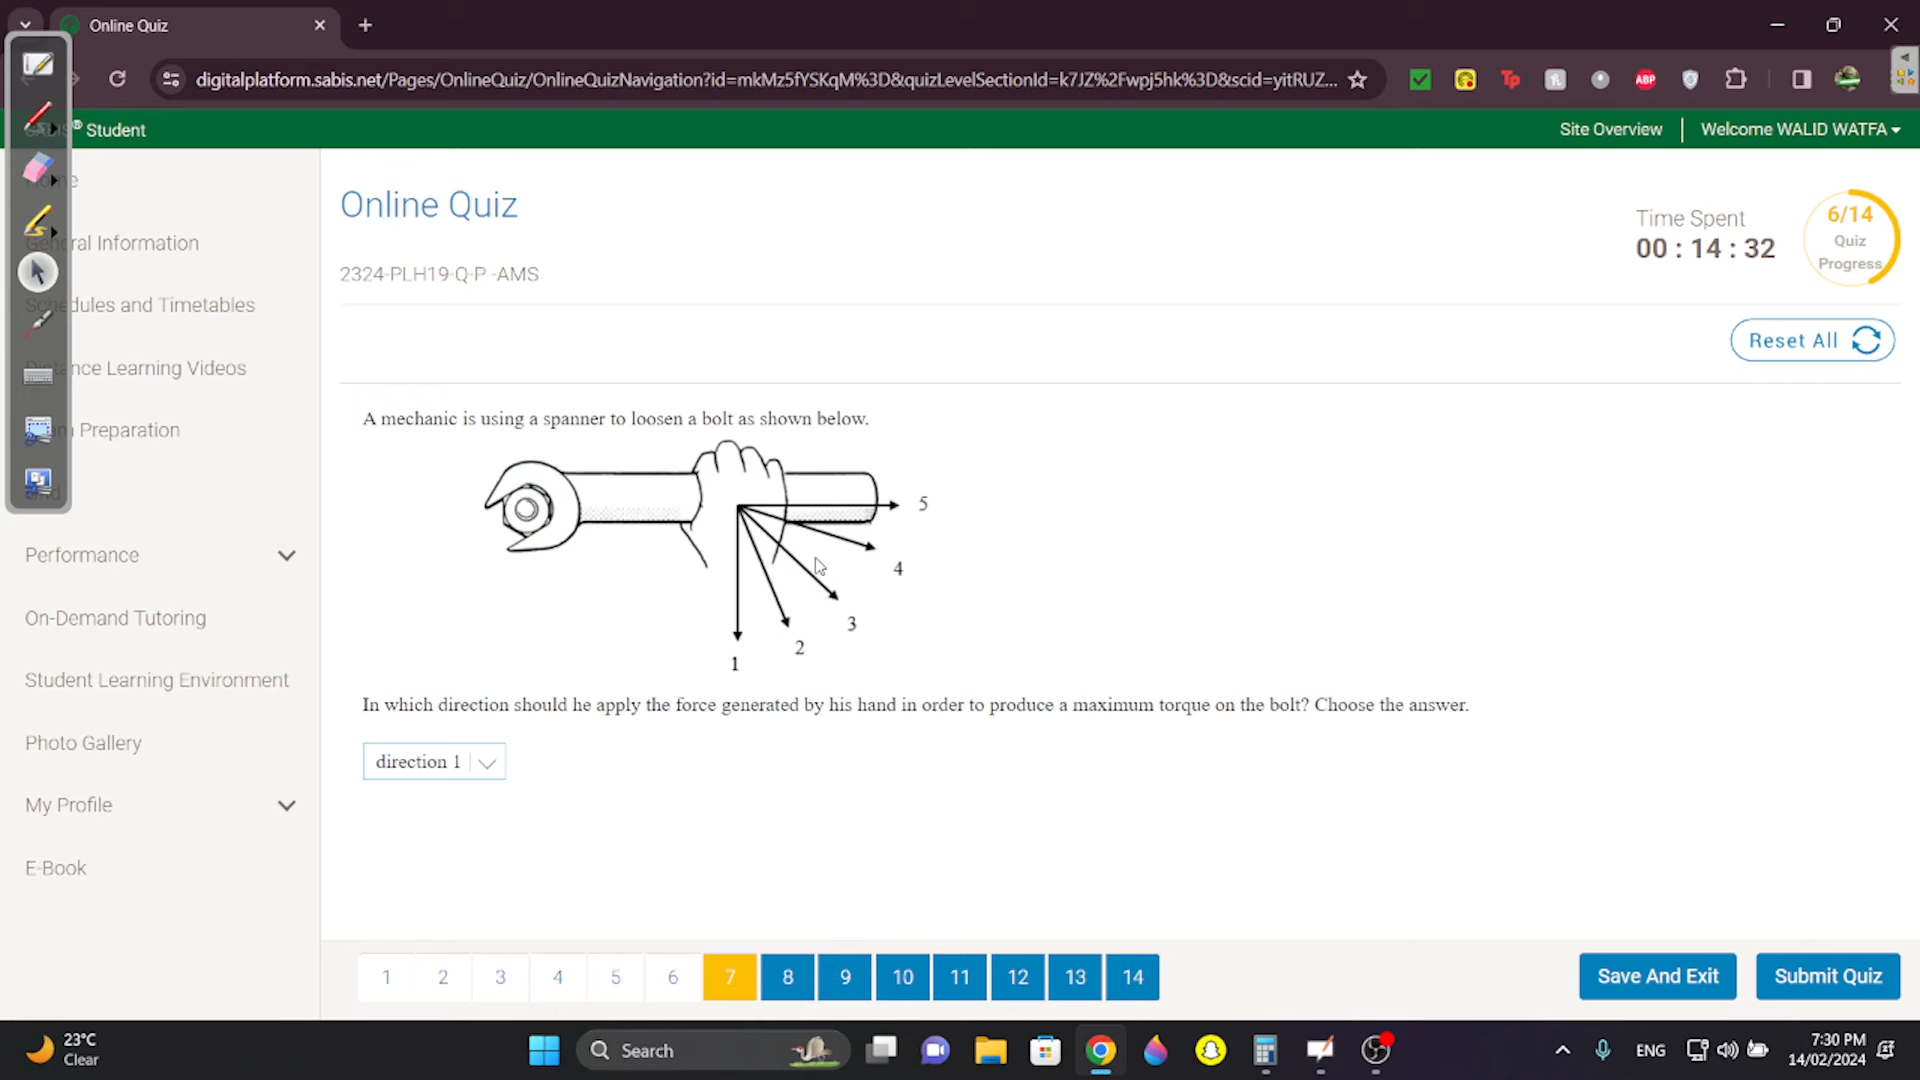 Online Quiz
digitalplatform.sabis.net/Pages/OnlineQuiz/OnlineQuizNavigation?id=mkMz5fYSKqM%3D&quizLevelSectionId=k7JZ%2Fwpj5hk%3D&scid=yitRUZ...
Tp
ABP
® Student
Site Overview
Welcome WALID WATFA
General Information
Schedules and Timetables
Distance Learning Videos
Preparation
Performance
On-Demand Tutoring
Student Learning Environment
Photo Gallery
My Profile
E-Book
Online Quiz
2324-PLH19-Q-P -AMS
Time Spent
00 : 14 : 32
6/14
Quiz
Progress
Reset All
A mechanic is using a spanner to loosen a bolt as shown below.
5
4
3
2
1
In which direction should he apply the force generated by his hand in order to produce a maximum torque on the bolt? Choose the answer.
direction 1
1 2 3 4 5 6 7 8 9 10 11 12 13 14
Save And Exit
Submit Quiz
23°C
Clear
Search
ENG
7:30 PM
14/02/2024